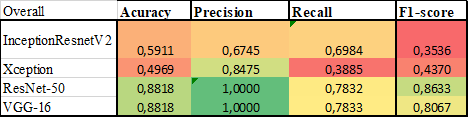 Overall Acuracy Precision Recall F1-score
InceptionResnetV2 0,5911 0,6745 0,6984 0,3536
Xception 0,4969 0,8475 0,3885 0,4370
ResNet-50 0,8818 1,0000 0,7832 0,8633
VGG-16 0,8818 1,0000 0,7833 0,8067